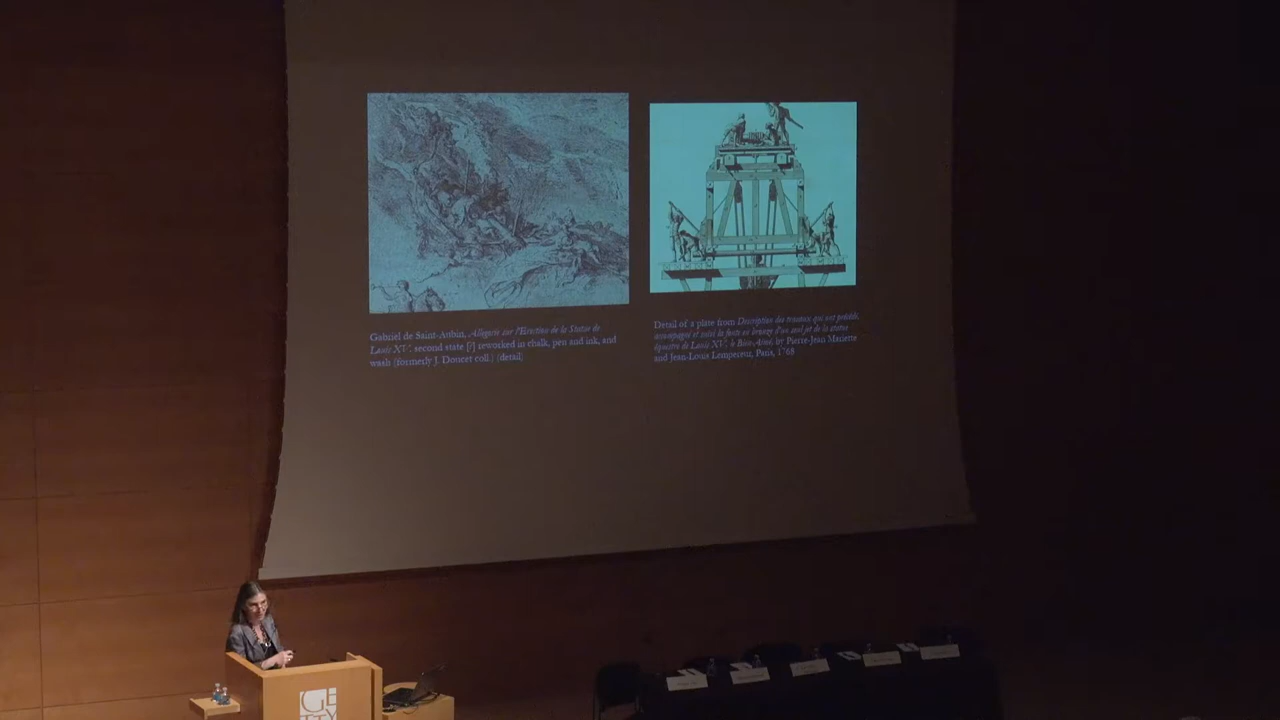 Gabriel de Saint-Aubin, Allegorie sur l'Erection de la Statue de
Louis XV. second state [?] reworked in chalk, pen and ink, and
wash (formerly J. Doucet coll.) (detail)
Detail of a plate from Description des travaux qui ont précédé,
accompagné et suivi la fonte en bronze d'un seul jet de la statue
équestre de Louis XV, le Bien-Aimé, by Pierre-Jean Mariette
and Jean-Louis Lempereur, Paris, 1768
GE
TTY